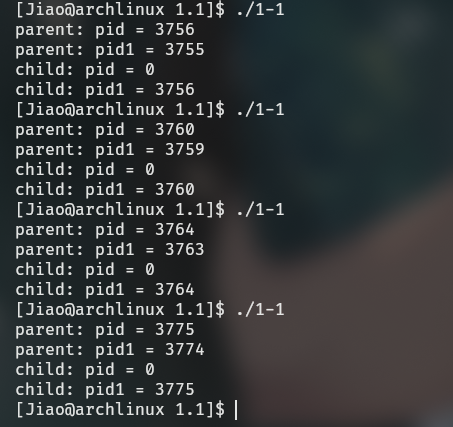 [Jiao@archlinux 1.1]$ ./1-1
parent: pid = 3756
parent: pid1 = 3755
child: pid = 0
child: pid1 = 3756
[Jiao@archlinux 1.1]$ ./1-1
parent: pid = 3760
parent: pid1 = 3759
child: pid = 0
child: pid1 = 3760
[Jiao@archlinux 1.1]$ ./1-1
parent: pid = 3764
parent: pid1 = 3763
child: pid = 0
child: pid1 = 3764
[Jiao@archlinux 1.1]$ ./1-1
parent: pid = 3775
parent: pid1 = 3774
child: pid = 0
child: pid1 = 3775
[Jiao@archlinux 1.1]$